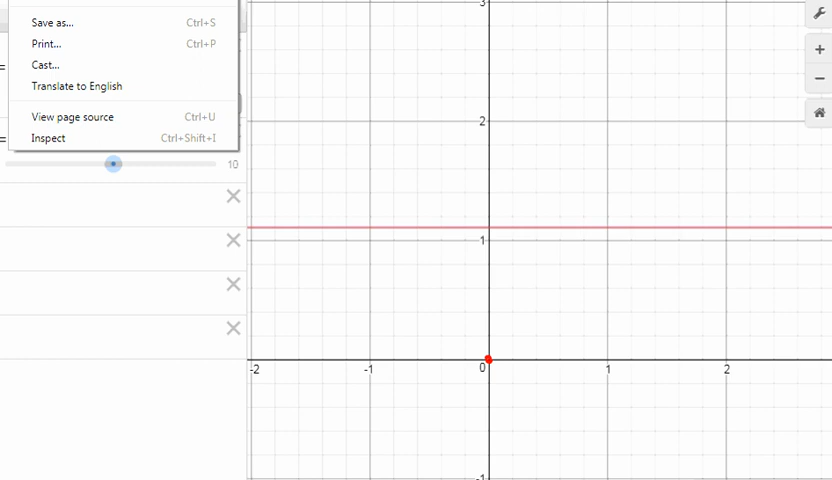 Save as... Ctrl+S
Print... Ctrl+P
Cast...
Translate to English
View page source Ctrl+U
Inspect Ctrl+Shift+I
=
=
10
3
2
1
-2 -1 0 1 2
-1